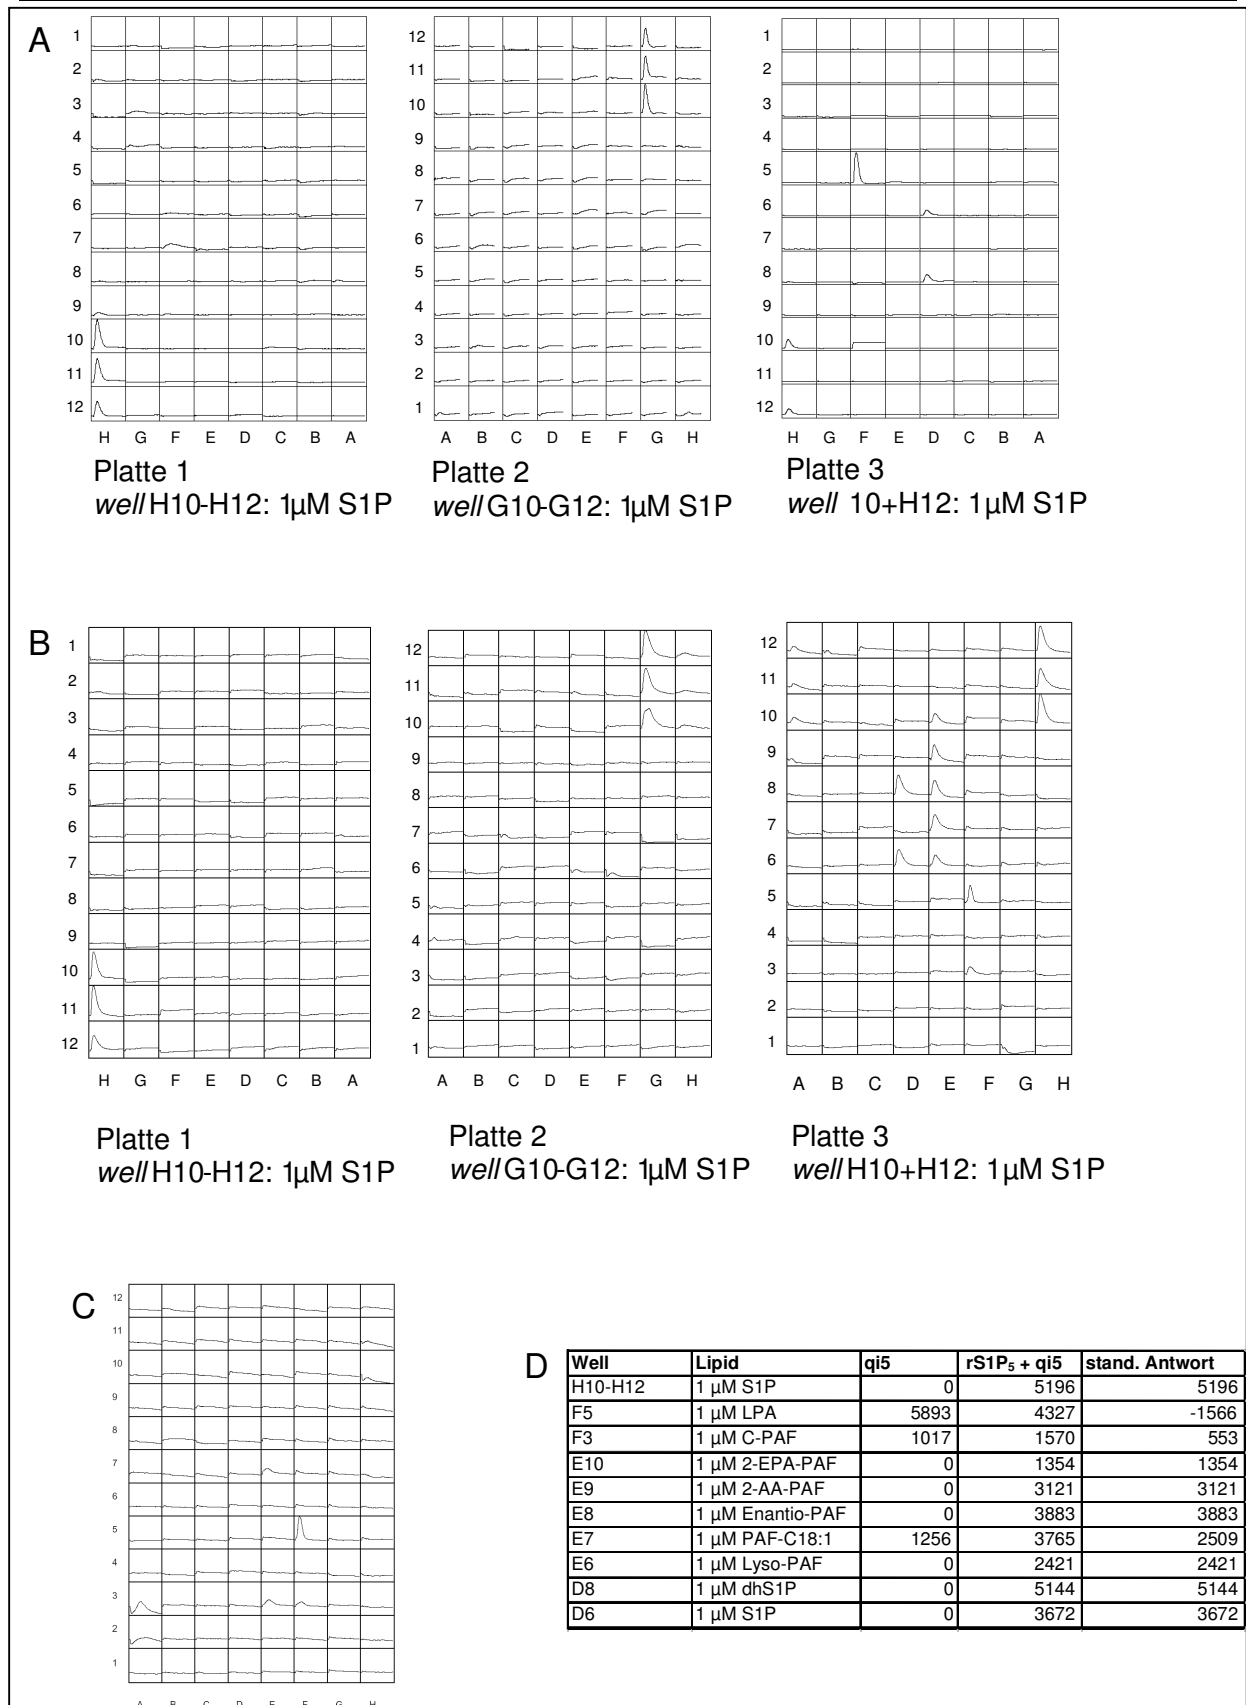 A
1
2
3
4
5
6
7
8
9
10
11
12
H G F E D C B A
Platte 1
well H10-H12: 1µM S1P
12
11
10
9
8
7
6
5
4
3
2
1
A B C D E F G H
Platte 2
well G10-G12: 1µM S1P
1
2
3
4
5
6
7
8
9
10
11
12
H G F E D C B A
Platte 3
well 10+H12: 1µM S1P
B
1
2
3
4
5
6
7
8
9
10
11
12
H G F E D C B A
Platte 1
well H10-H12: 1µM S1P
12
11
10
9
8
7
6
5
4
3
2
1
A B C D E F G H
Platte 2
well G10-G12: 1µM S1P
12
11
10
9
8
7
6
5
4
3
2
1
A B C D E F G H
Platte 3
well H10+H12: 1µM S1P
C
12
11
10
9
8
7
6
5
4
3
2
1
A B C D E F G H
D
Well Lipid qi5 rS1P₅ + qi5 stand. Antwort
H10-H12 1 µM S1P 0 5196 5196
F5 1 µM LPA 5893 4327 -1566
F3 1 µM C-PAF 1017 1570 553
E10 1 µM 2-EPA-PAF 0 1354 1354
E9 1 µM 2-AA-PAF 0 3121 3121
E8 1 µM Enantio-PAF 0 3883 3883
E7 1 µM PAF-C18:1 1256 3765 2509
E6 1 µM Lyso-PAF 0 2421 2421
D8 1 µM dhS1P 0 5144 5144
D6 1 µM S1P 0 3672 3672